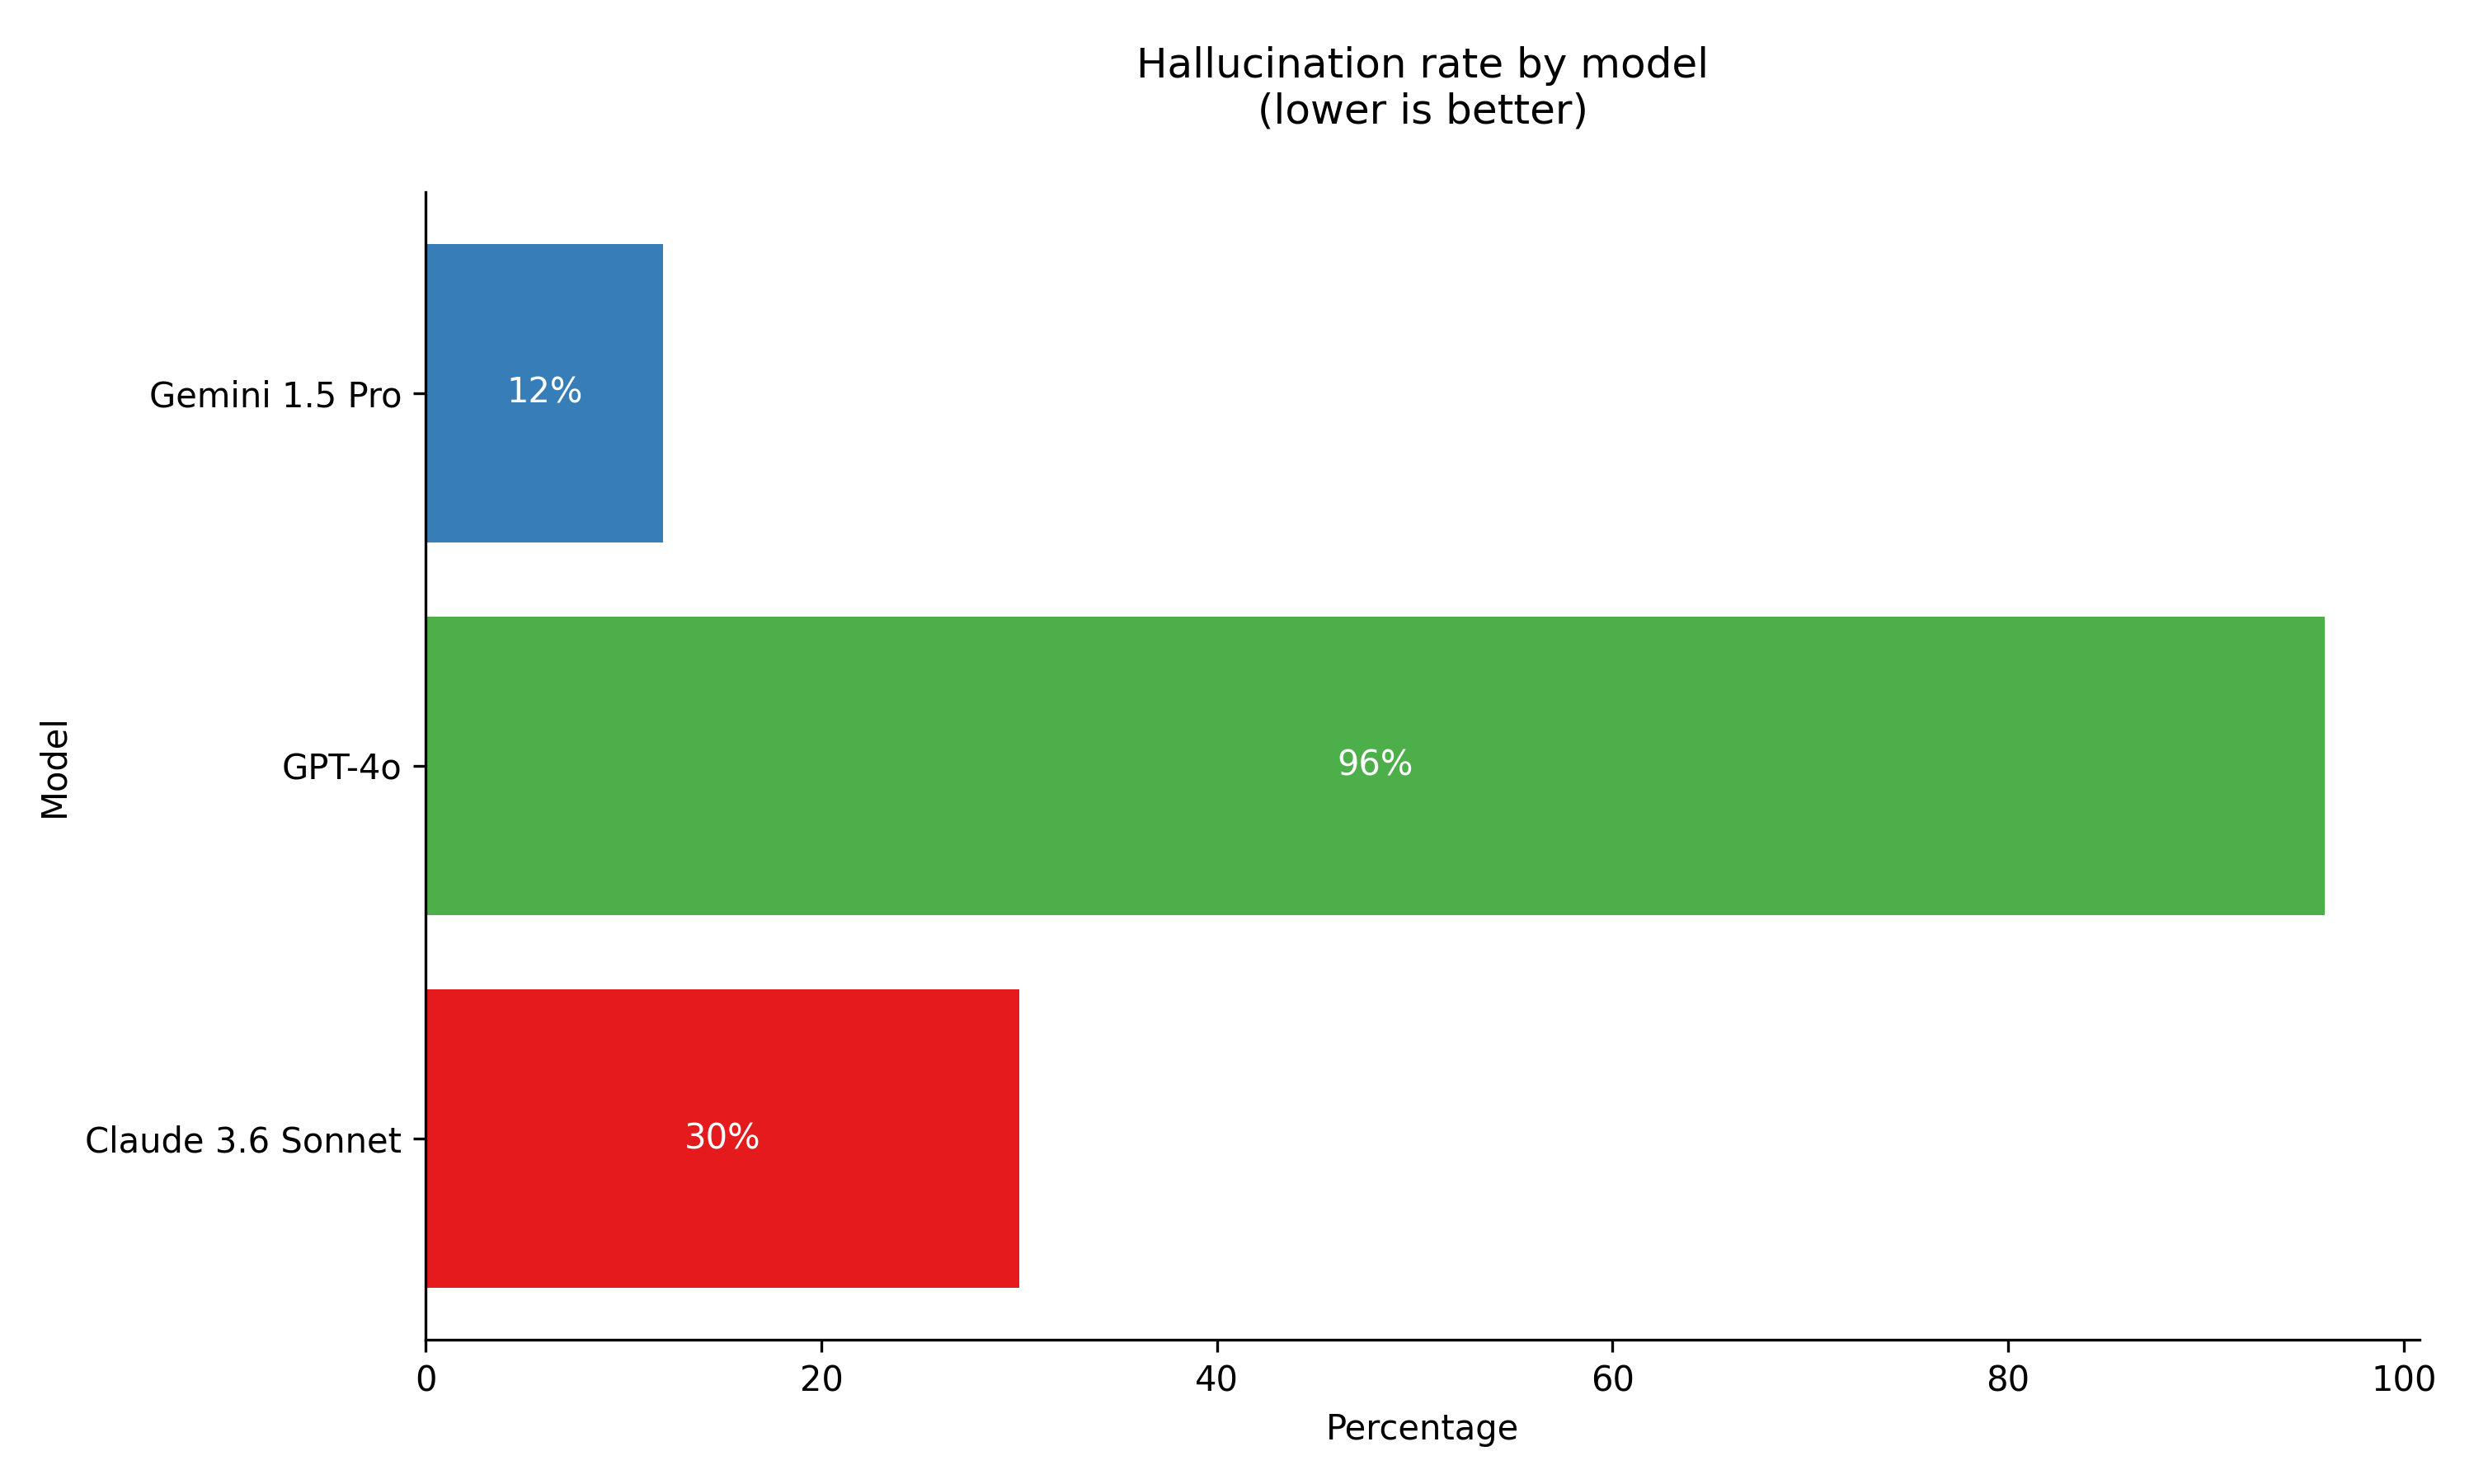 Hallucination rate by model
(lower is better)
Model
Gemini 1.5 Pro
12%
GPT-4o
96%
Claude 3.6 Sonnet
30%
0 20 40 60 80 100
Percentage